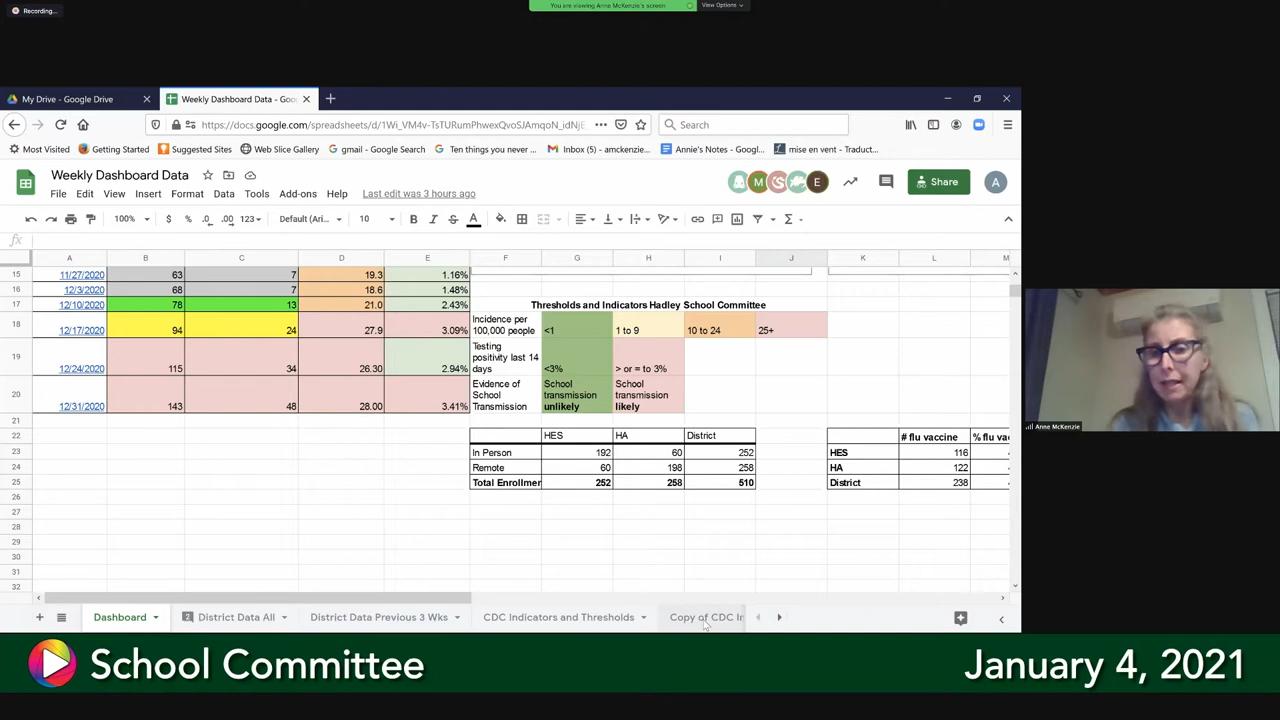 Recording...
You are viewing Anne McKenzie's screen
View Options
My Drive - Google Drive
Weekly Dashboard Data - Goo
https://docs.google.com/spreadsheets/d/1Wi_VM4v-TsTURumPhwexQvoSJAmqoN_idNjE
Search
Most Visited
Getting Started
Suggested Sites
Web Slice Gallery
gmail - Google Search
Ten things you never ...
Inbox (5) - amckenzie...
Annie's Notes - Googl...
mise en vent - Traduct...
Weekly Dashboard Data
M
E
Share
A
File Edit View Insert Format Data Tools Add-ons Help Last edit was 3 hours ago
100% $ % .0 .00 123 Default (Ari... 10 B I S A
fx
A B C D E F G H I J K L M
15 11/27/2020 63 7 19.3 1.16%
16 12/3/2020 68 7 18.6 1.48%
17 12/10/2020 78 13 21.0 2.43% Thresholds and Indicators Hadley School Committee
18 12/17/2020 94 24 27.9 3.09% Incidence per 100,000 people <1 1 to 9 10 to 24 25+
19 12/24/2020 115 34 26.30 2.94% Testing positivity last 14 days <3% > or = to 3%
20 12/31/2020 143 48 28.00 3.41% Evidence of School Transmission School transmission unlikely School transmission likely
21
22 HES HA District # flu vaccine % flu va
23 In Person 192 60 252 HES 116
24 Remote 60 198 258 HA 122
25 Total Enrollmer 252 258 510 District 238
26
27
28
29
30
31
32
Dashboard
2 District Data All
District Data Previous 3 Wks
CDC Indicators and Thresholds
Copy of CDC In
Anne McKenzie
School Committee
January 4, 2021